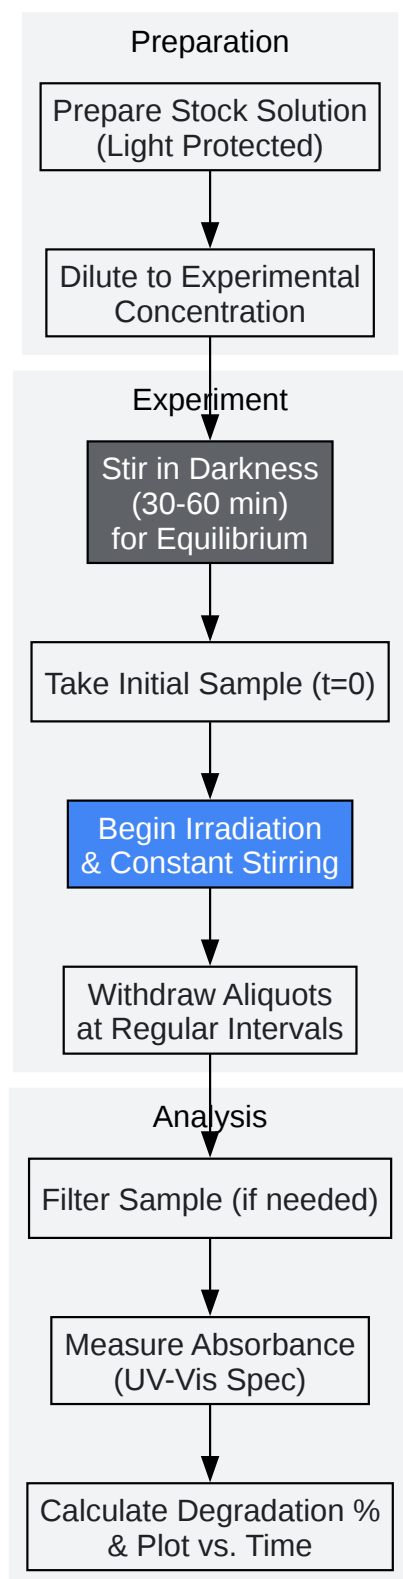 Preparation
Prepare Stock Solution
(Light Protected)
Dilute to Experimental
Concentration
Experiment
Stir in Darkness
(30-60 min)
for Equilibrium
Take Initial Sample (t=0)
Begin Irradiation
& Constant Stirring
Withdraw Aliquots
at Regular Intervals
Analysis
Filter Sample (if needed)
Measure Absorbance
(UV-Vis Spec)
Calculate Degradation %
& Plot vs. Time